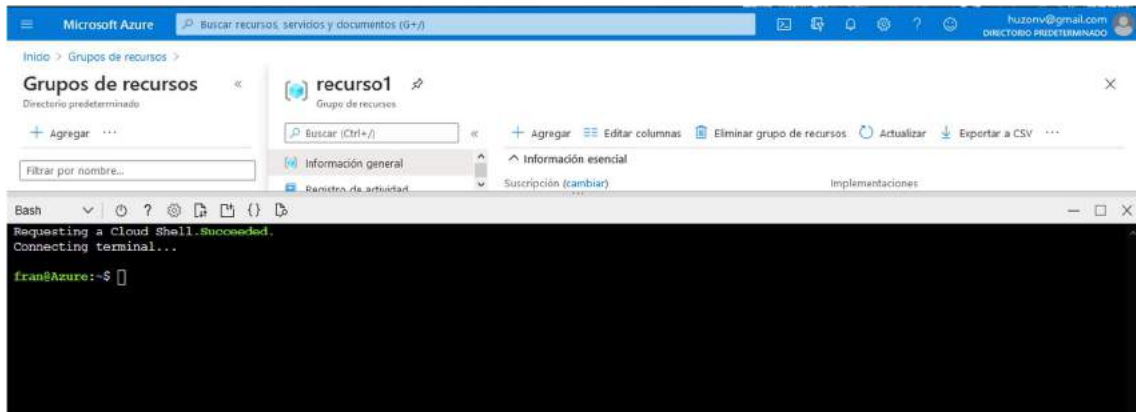 Microsoft Azure
Buscar recursos, servicios y documentos (G+/)
huzonv@gmail.com
DIRECTORIO PREDETERMINADO
Inicio > Grupos de recursos >
Grupos de recursos «
Directorio predeterminado
+ Agregar ...
Filtrar por nombre...
recurso1
Grupo de recursos
Buscar (Ctrl+/) «
Información general
Registro de actividad
+ Agregar Editar columnas Eliminar grupo de recursos Actualizar Exportar a CSV ...
Información esencial
Suscripción (cambiar) Implementaciones
Bash ? {}
Requesting a Cloud Shell.Succeeded.
Connecting terminal...
fran@Azure:~$